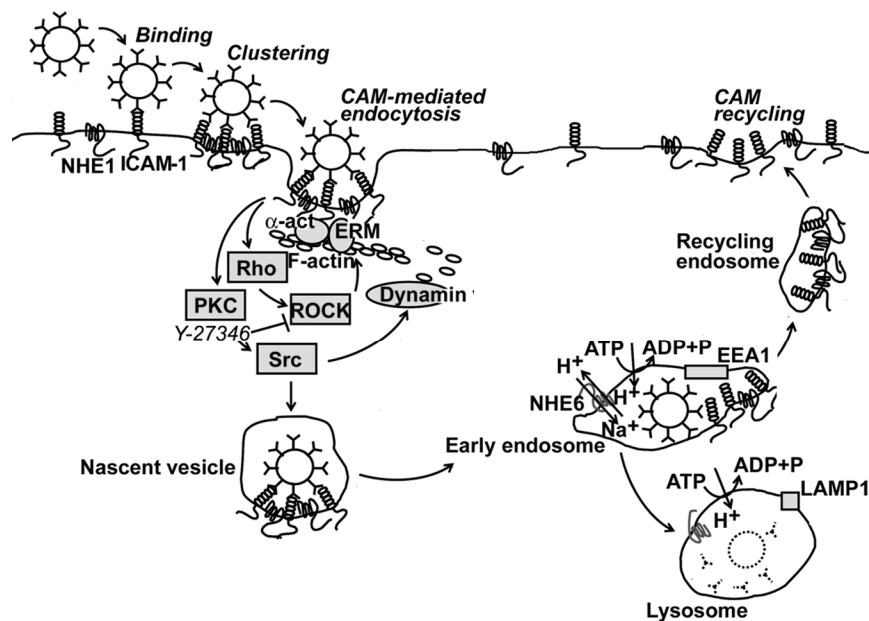 Binding
Clustering
CAM-mediated
endocytosis
CAM
recycling
NHE1 ICAM-1
α-act
ERM
F-actin
Rho
PKC
ROCK
Y-27346
Dynamin
Src
Recycling
endosome
ATP
ADP+P
EEA1
H+
H+
NHE6
Na+
Early endosome
Nascent vesicle
ATP
ADP+P
LAMP1
H+
Lysosome